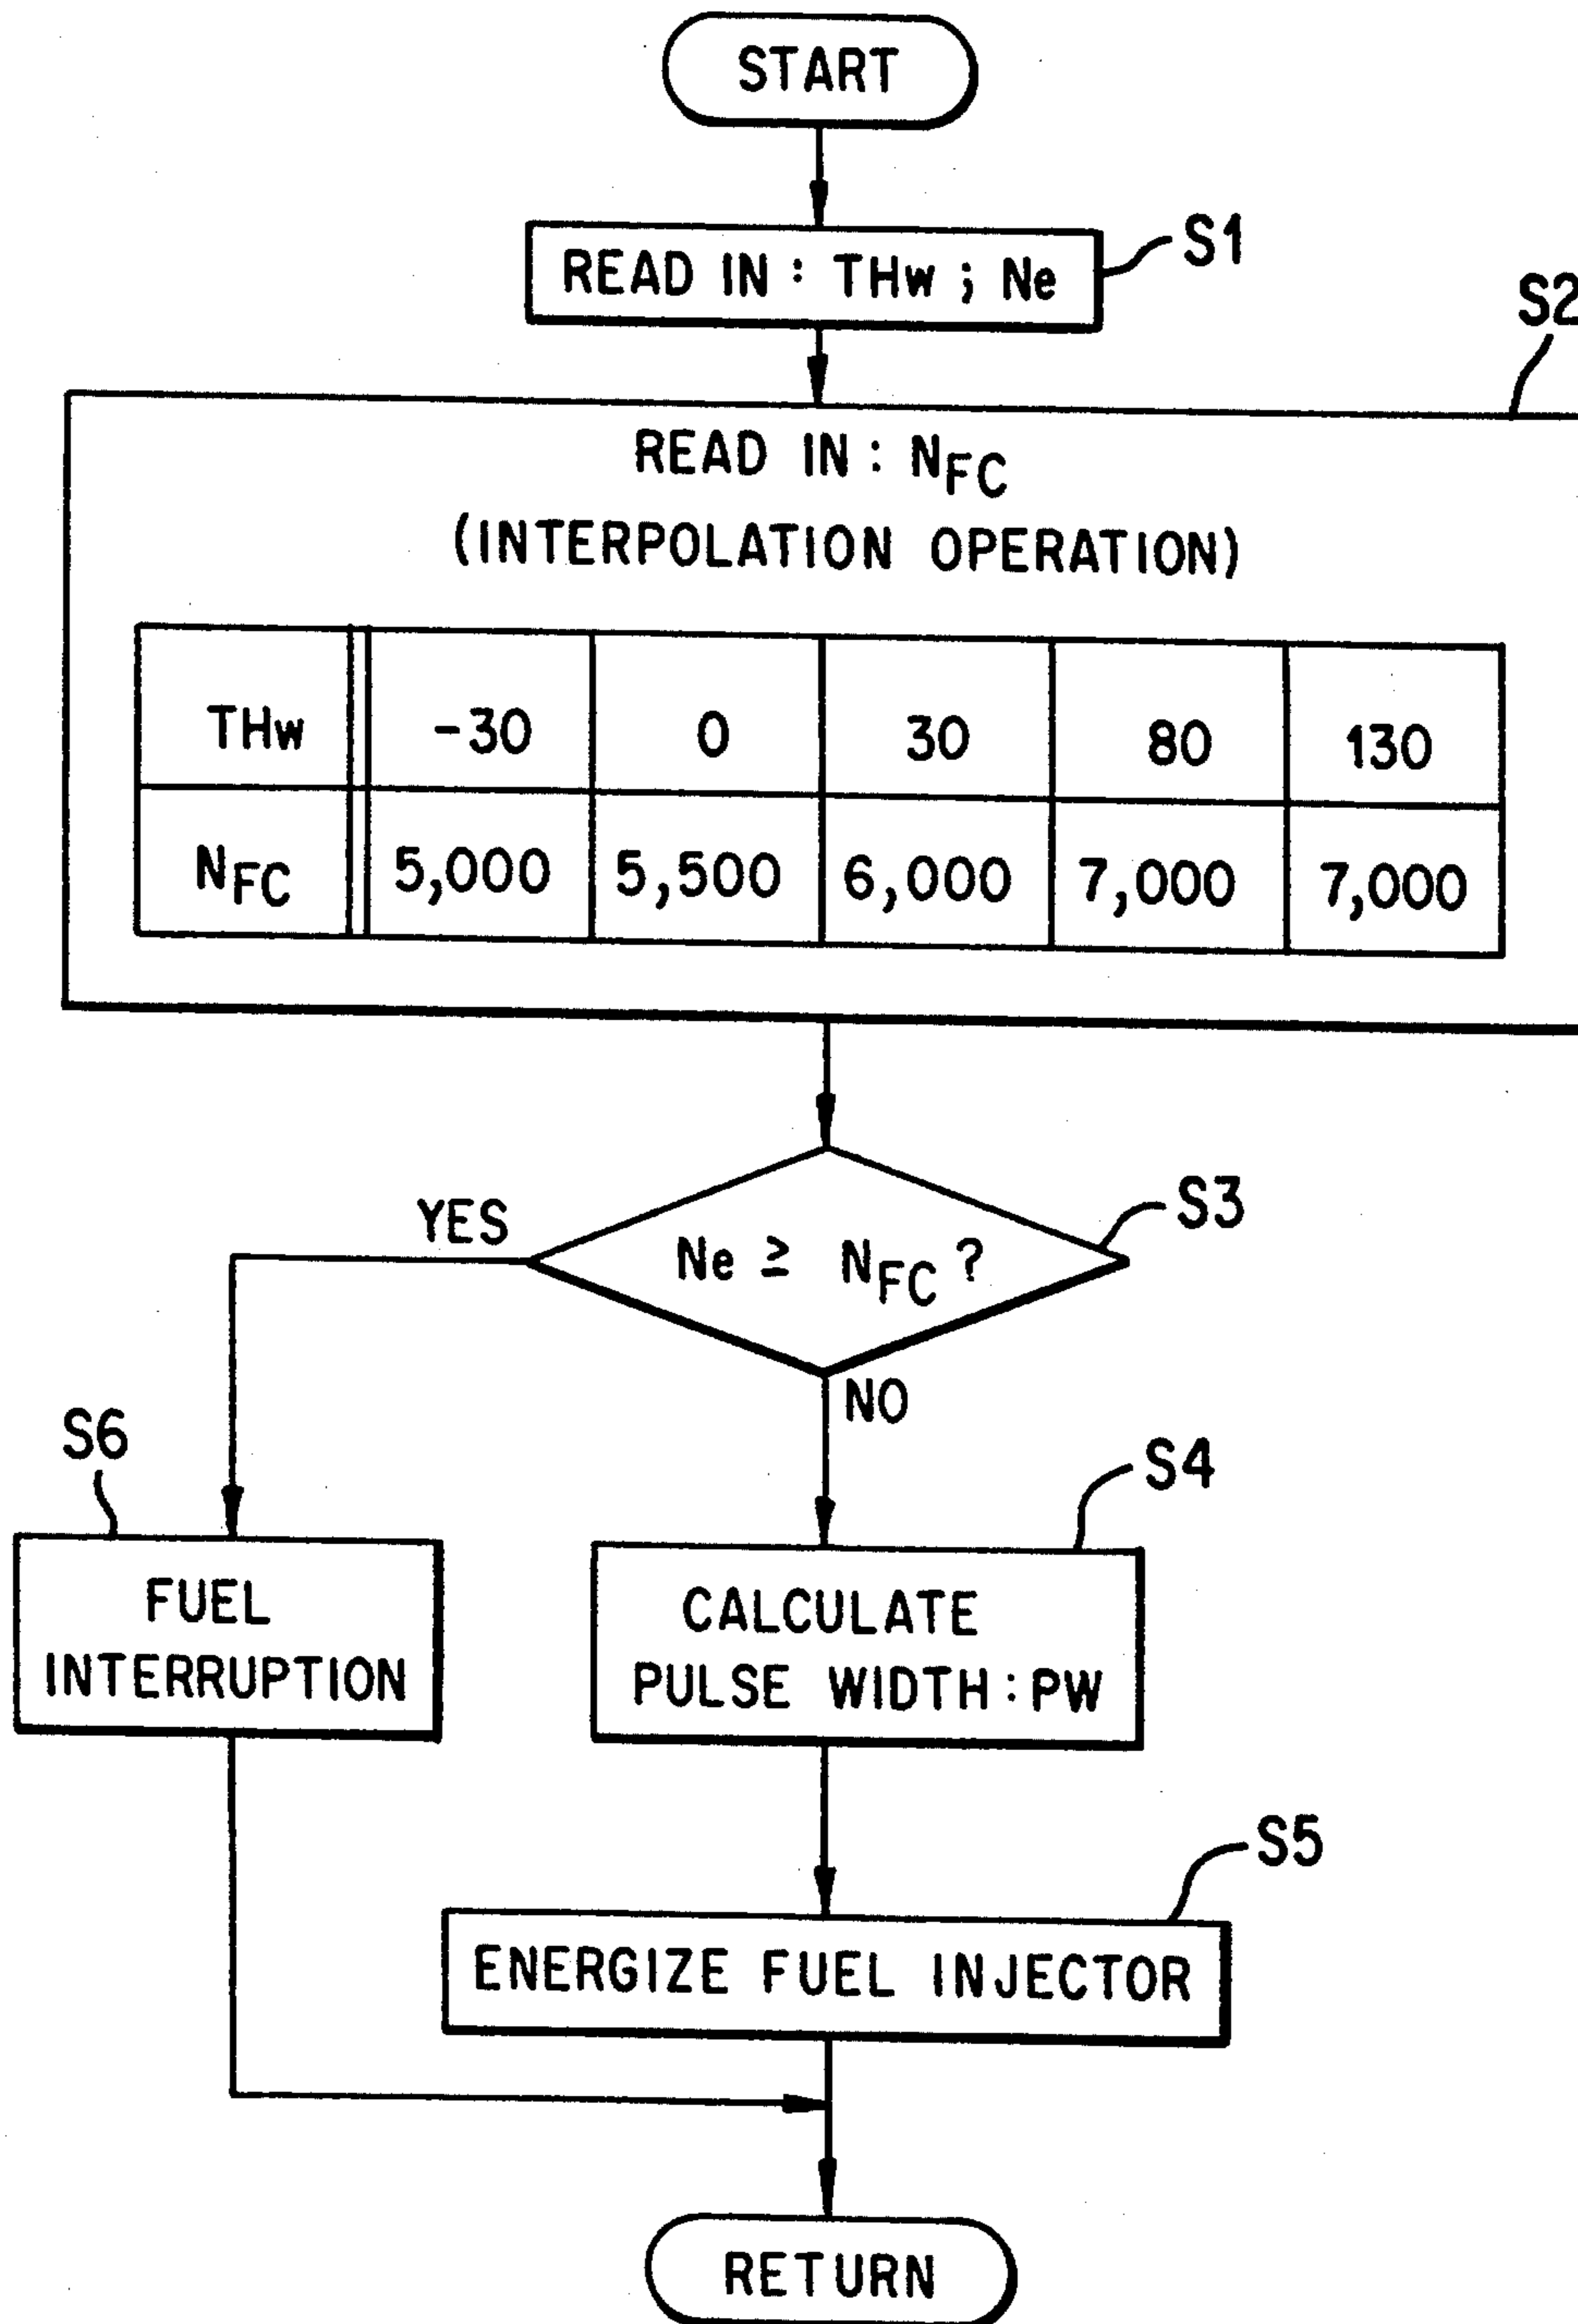 START
READ IN : THw ; Ne
S1
S2
READ IN : NFC
(INTERPOLATION OPERATION)
THw -30 0 30 80 130
NFC 5,000 5,500 6,000 7,000 7,000
YES
Ne ≥ NFC ?
S3
NO
S6
S4
FUEL
INTERRUPTION
CALCULATE
PULSE WIDTH : PW
S5
ENERGIZE FUEL INJECTOR
RETURN